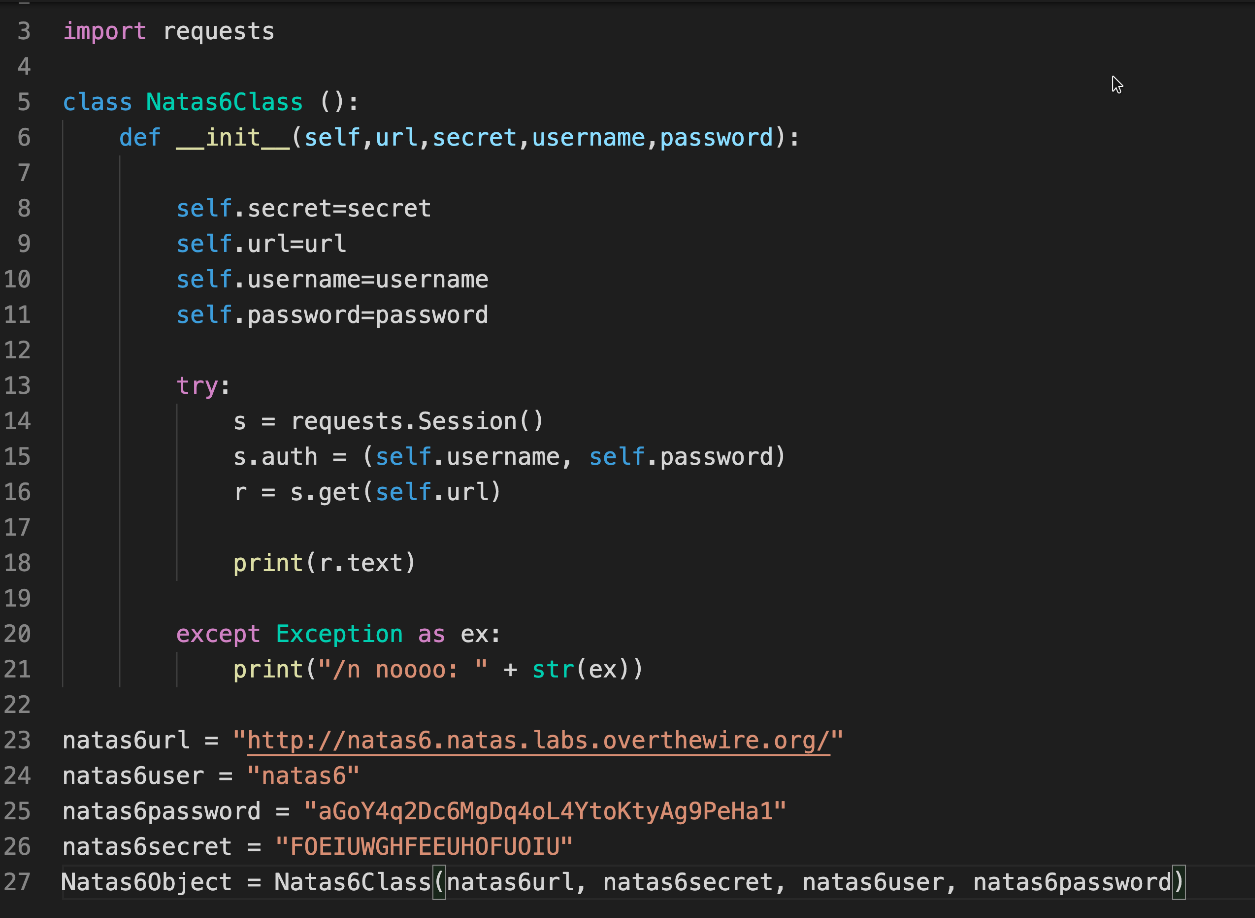 3 import requests
4
5 class Natas6Class ():
6     def __init__(self,url,secret,username,password):
7
8         self.secret=secret
9         self.url=url
10         self.username=username
11         self.password=password
12
13         try:
14             s = requests.Session()
15             s.auth = (self.username, self.password)
16             r = s.get(self.url)
17
18             print(r.text)
19
20         except Exception as ex:
21             print("/n noooo: " + str(ex))
22
23 natas6url = "http://natas6.natas.labs.overthewire.org/"
24 natas6user = "natas6"
25 natas6password = "aGoY4q2Dc6MgDq4oL4YtoKtyAg9PeHa1"
26 natas6secret = "FOEIUWGHFEEUHOFUOIU"
27 Natas6Object = Natas6Class(natas6url, natas6secret, natas6user, natas6password)